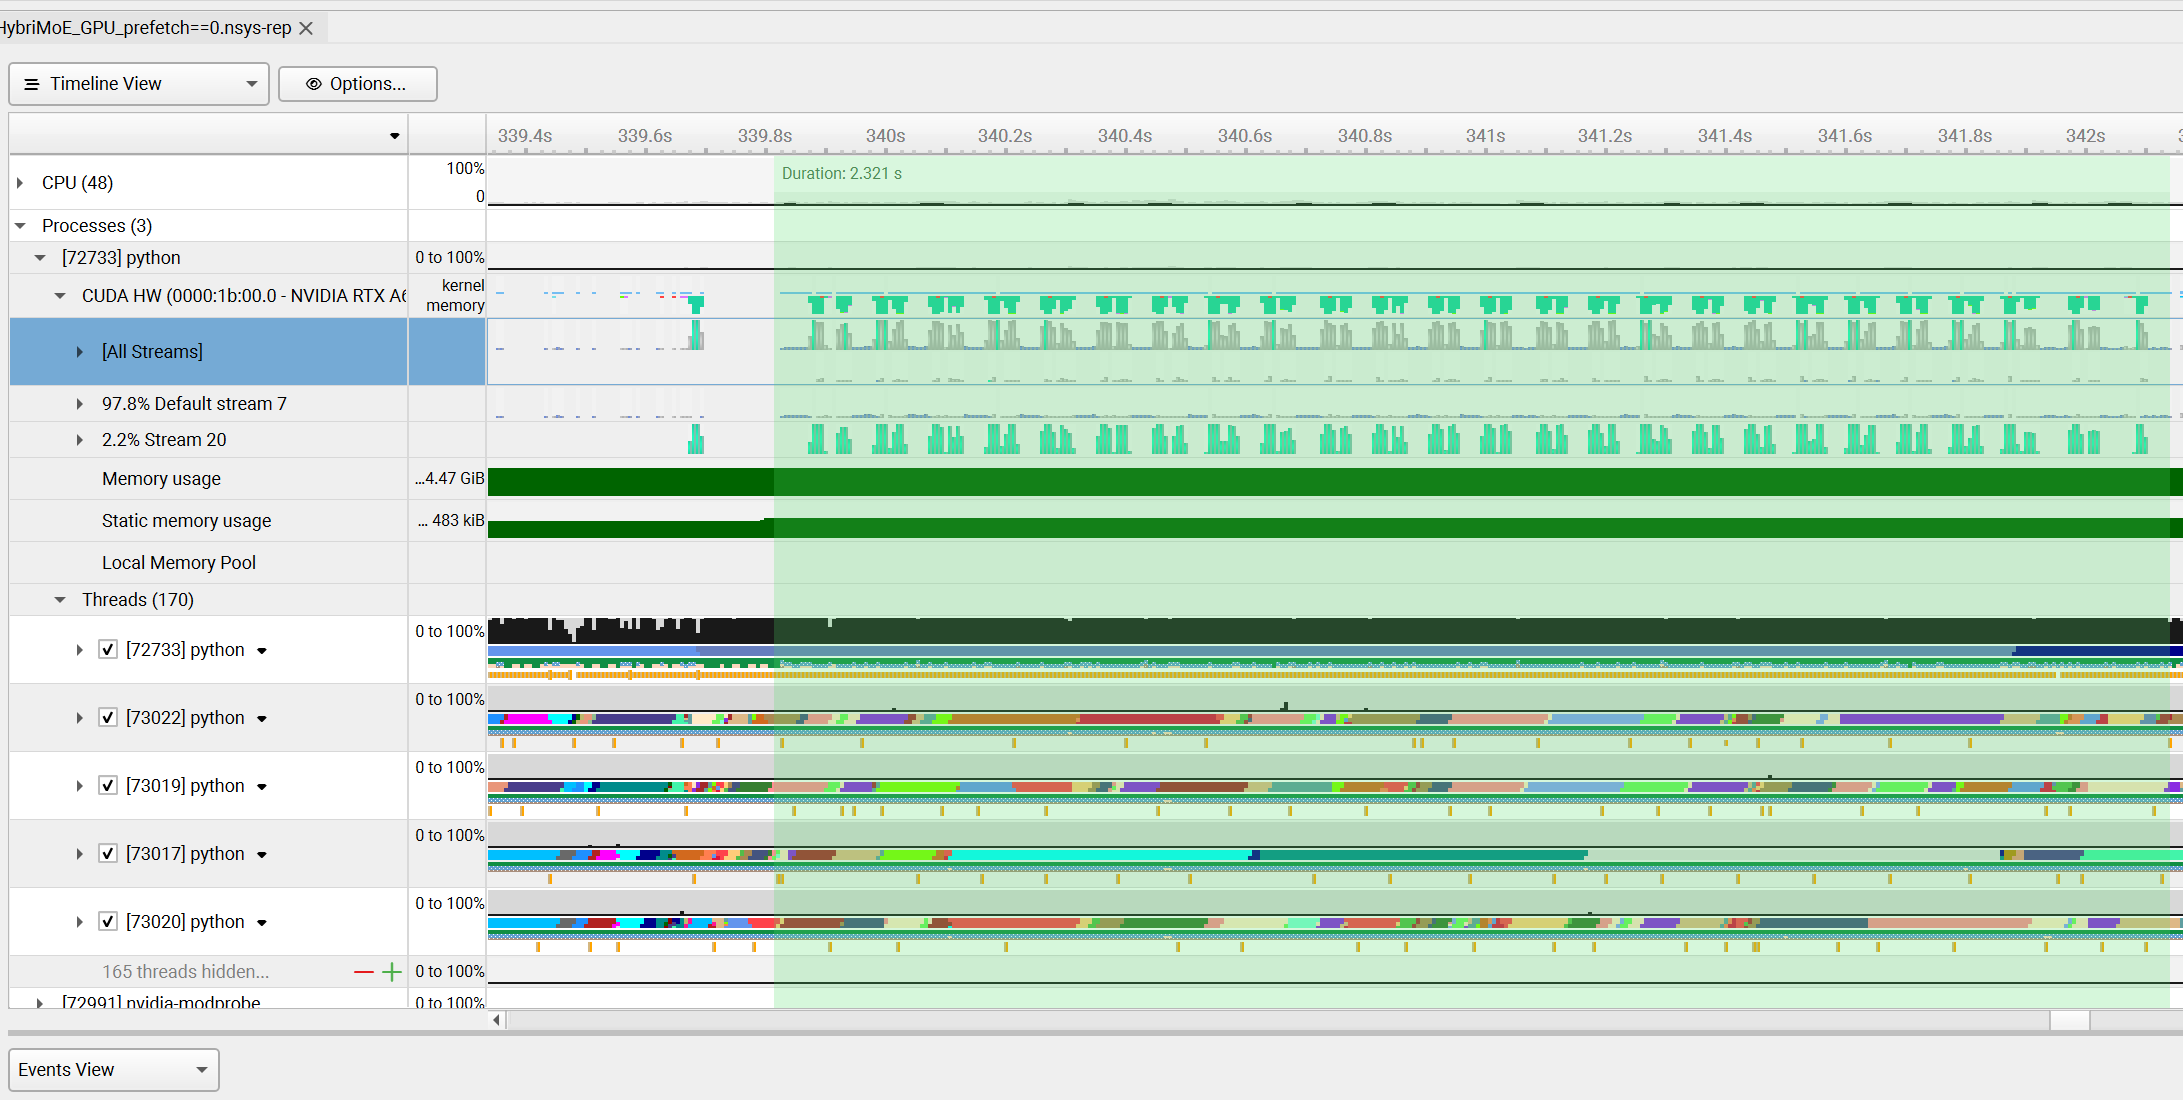 HybriMoE_GPU_prefetch==0.nsys-rep
Timeline View
Options...
339.4s 339.6s 339.8s 340s 340.2s 340.4s 340.6s 340.8s 341s 341.2s 341.4s 341.6s 341.8s 342s
CPU (48)
100%
0
Duration: 2.321 s
Processes (3)
[72733] python
0 to 100%
CUDA HW (0000:1b:00.0 - NVIDIA RTX A6
kernel
memory
[All Streams]
97.8% Default stream 7
2.2% Stream 20
Memory usage
...4.47 GiB
Static memory usage
... 483 kiB
Local Memory Pool
Threads (170)
[72733] python
0 to 100%
[73022] python
0 to 100%
[73019] python
0 to 100%
[73017] python
0 to 100%
[73020] python
0 to 100%
165 threads hidden...
0 to 100%
[72991] nvidia-modprobe
0 to 100%
Events View